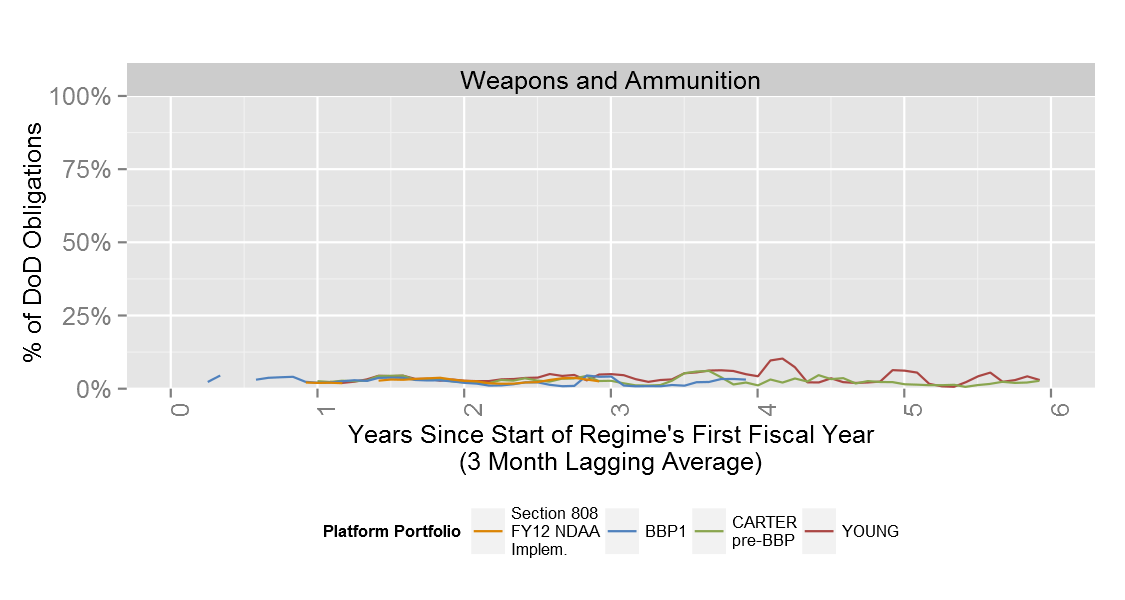 Weapons and Ammunition
100%
75%
50%
25%
0%
% of DoD Obligations
0
1
2
3
4
5
6
Years Since Start of Regime's First Fiscal Year
(3 Month Lagging Average)
Platform Portfolio
Section 808
FY12 NDAA
Implem.
BBP1
CARTER
pre-BBP
YOUNG